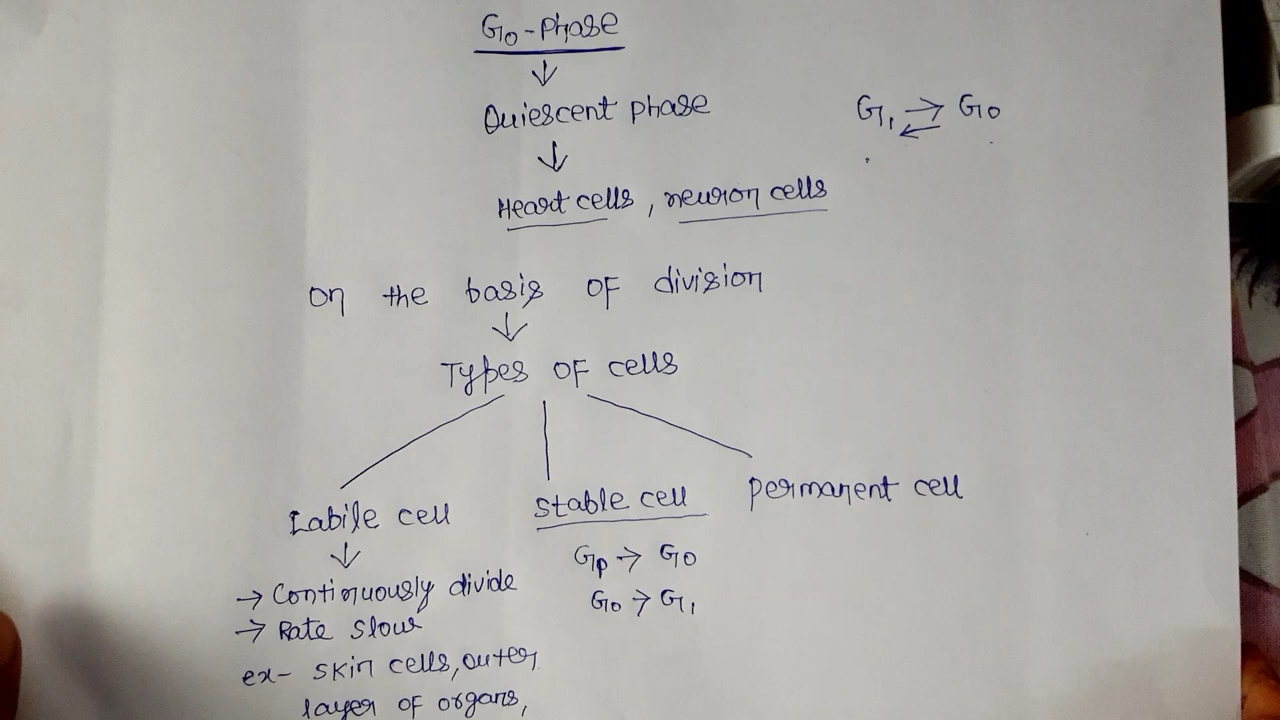 G0-Phase
↓
Quiescent phase
G1 ⇄ G0
↓
Heart cells, neuron cells
on the basis of division
↓
Types of cells
Labile cell
stable cell
permanent cell
↓
→ Continuously divide
→ Rate slow
ex- skin cells, outer
layer of organs,
Gp → G0
G0 → G1